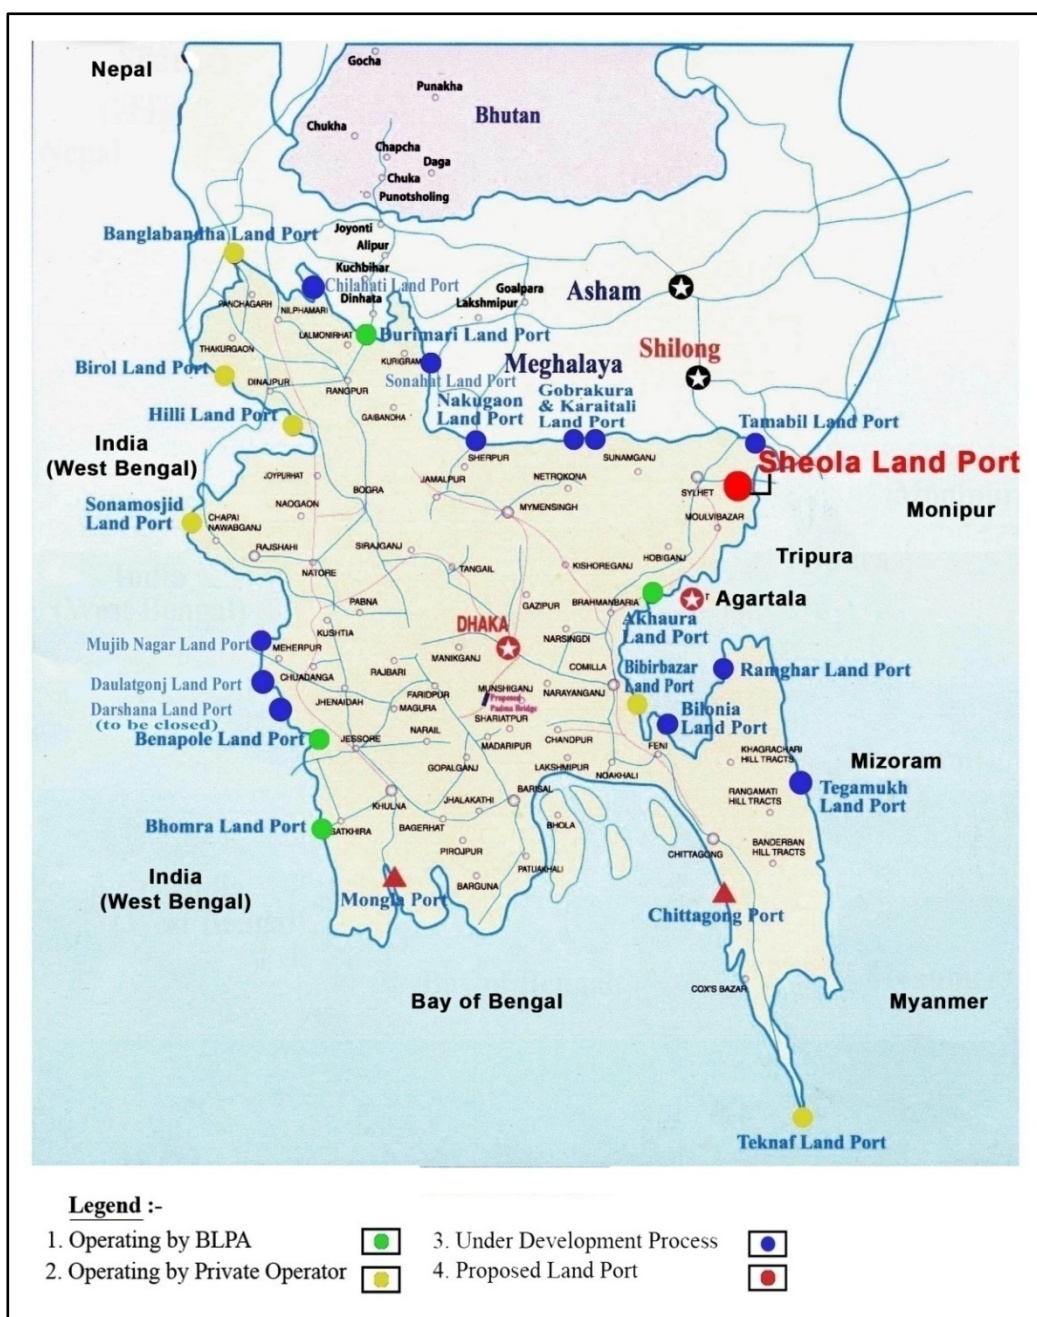 Nepal
Gocha
Punakha
Bhutan
Chukha
Chapcha
Daga
Chuka
Punotsholing
Joyonti
Banglabandha Land Port
Alipur
Kuchbihar
Chilahati Land Port
Goalpara
Asham
Dinhata
Lakshmipur
PANCHAGARH
NILPHAMARI
LALMONIRHAT
Burimari Land Port
THAKURGAON
KURIGRAM
Shilong
Meghalaya
Birol Land Port
DINAJPUR
RANGPUR
Sonahat Land Port
Nakugaon
Land Port
Gobrakura
& Karaitali
Land Port
Hilli Land Port
GAIBANDHA
Tamabil Land Port
India
(West Bengal)
SHERPUR
SUNAMGANJ
Sheola Land Port
JOYPURHAT
JAMALPUR
NETROKONA
SYLHET
BOGRA
Sonamosjid
Land Port
NAOGAON
MYMENSINGH
Monipur
CHAPAI
NAWABGANJ
MOULVIBAZAR
RAJSHAHI
SIRAJGANJ
HOBIGANJ
Tripura
NATORE
TANGAIL
KISHOREGANJ
PABNA
GAZIPUR
BRAHMANBARIA
Agartala
KUSHTIA
DHAKA
NARSINGDI
Akhaura
Land Port
Mujib Nagar Land Port
MEHERPUR
MANIKGANJ
COMILLA
Bibirbazar
Land Port
Ramghar Land Port
CHUADANGA
RAJBARI
Daulatgonj Land Port
JHENAIDAH
FARIDPUR
MUNSHIGANJ
NARAYANGANJ
Proposed
Padma Bridge
Darshana Land Port
(to be closed)
MAGURA
SHARIATPUR
Bilonia
Land Port
Benapole Land Port
JESSORE
NARAIL
MADARIPUR
CHANDPUR
FENI
KHAGRACHARI
HILL TRACTS
Mizoram
GOPALGANJ
LAKSHMIPUR
NOAKHALI
RANGAMATI
HILL TRACTS
Tegamukh
Land Port
KHULNA
JHALAKATHI
BARISAL
Bhomra Land Port
SATKHIRA
BAGERHAT
BHOLA
BANDERBAN
HILL TRACTS
PIROJPUR
PATUAKHALI
CHITTAGONG
India
(West Bengal)
BARGUNA
Mongla Port
Chittagong Port
COX'S BAZAR
Bay of Bengal
Myanmer
Teknaf Land Port
Legend :-
1. Operating by BLPA
2. Operating by Private Operator
3. Under Development Process
4. Proposed Land Port